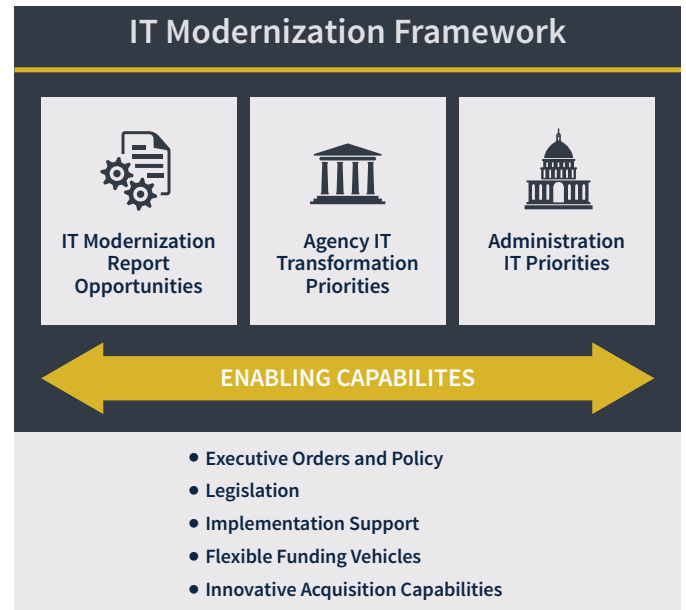 IT Modernization Framework
IT Modernization
Report
Opportunities
Agency IT
Transformation
Priorities
Administration
IT Priorities
ENABLING CAPABILITES
• Executive Orders and Policy
• Legislation
• Implementation Support
• Flexible Funding Vehicles
• Innovative Acquisition Capabilities